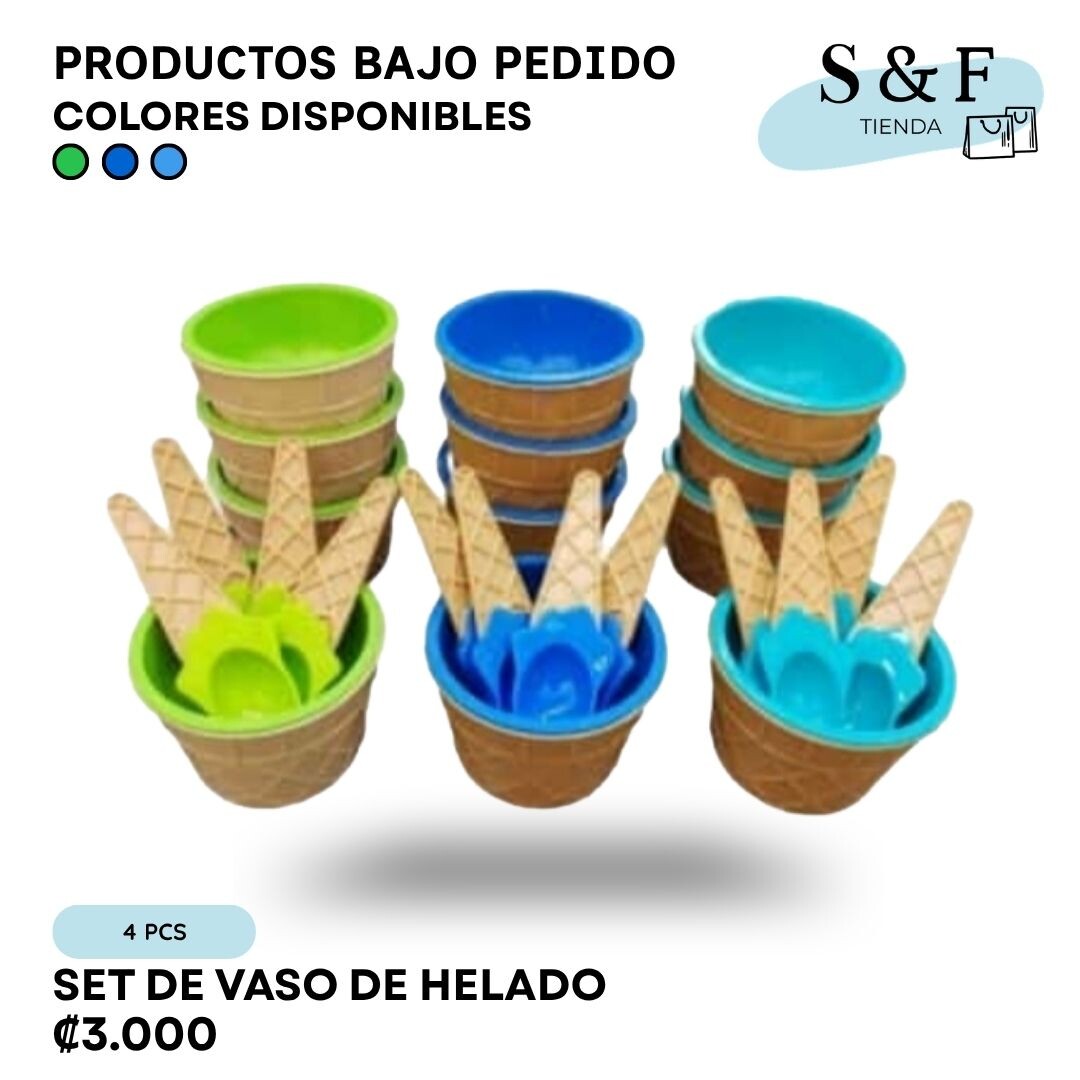 PRODUCTOS BAJO PEDIDO
COLORES DISPONIBLES
S & F
TIENDA
4 PCS
SET DE VASO DE HELADO
₡3.000